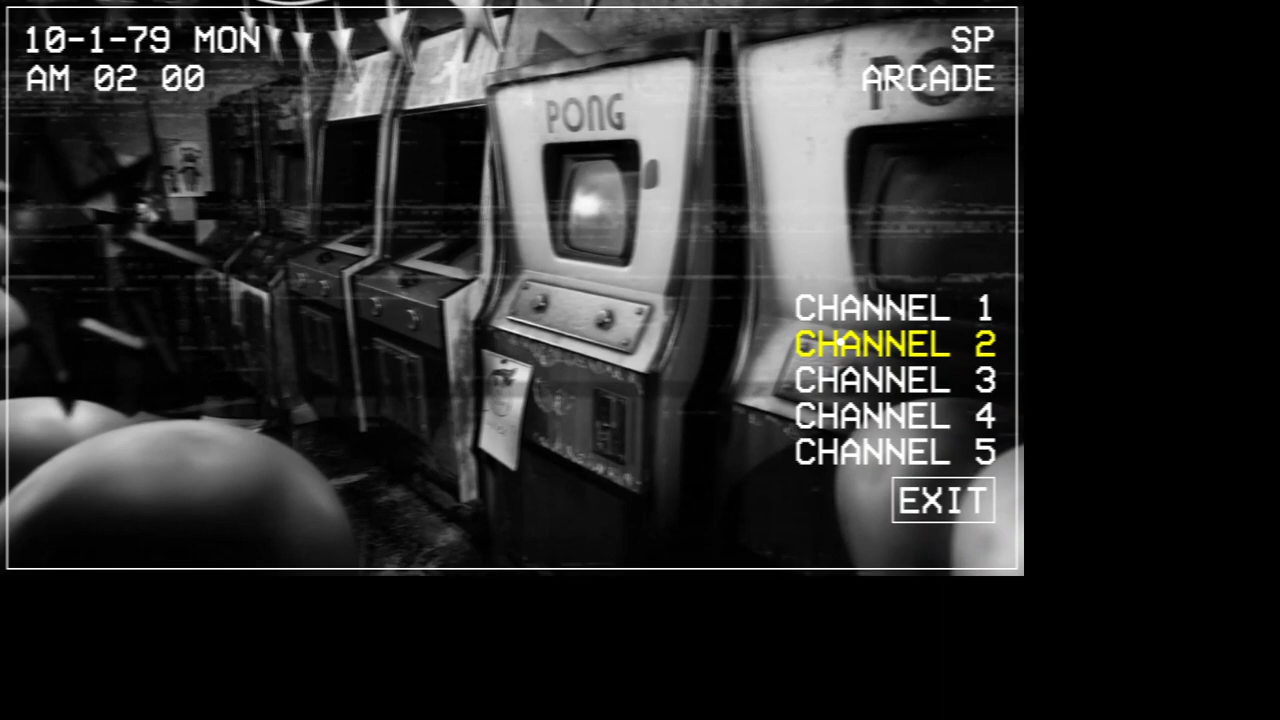 10-1-79 MON
AM 02 00
SP
ARCADE
PONG
CHANNEL 1
CHANNEL 2
CHANNEL 3
CHANNEL 4
CHANNEL 5
EXIT